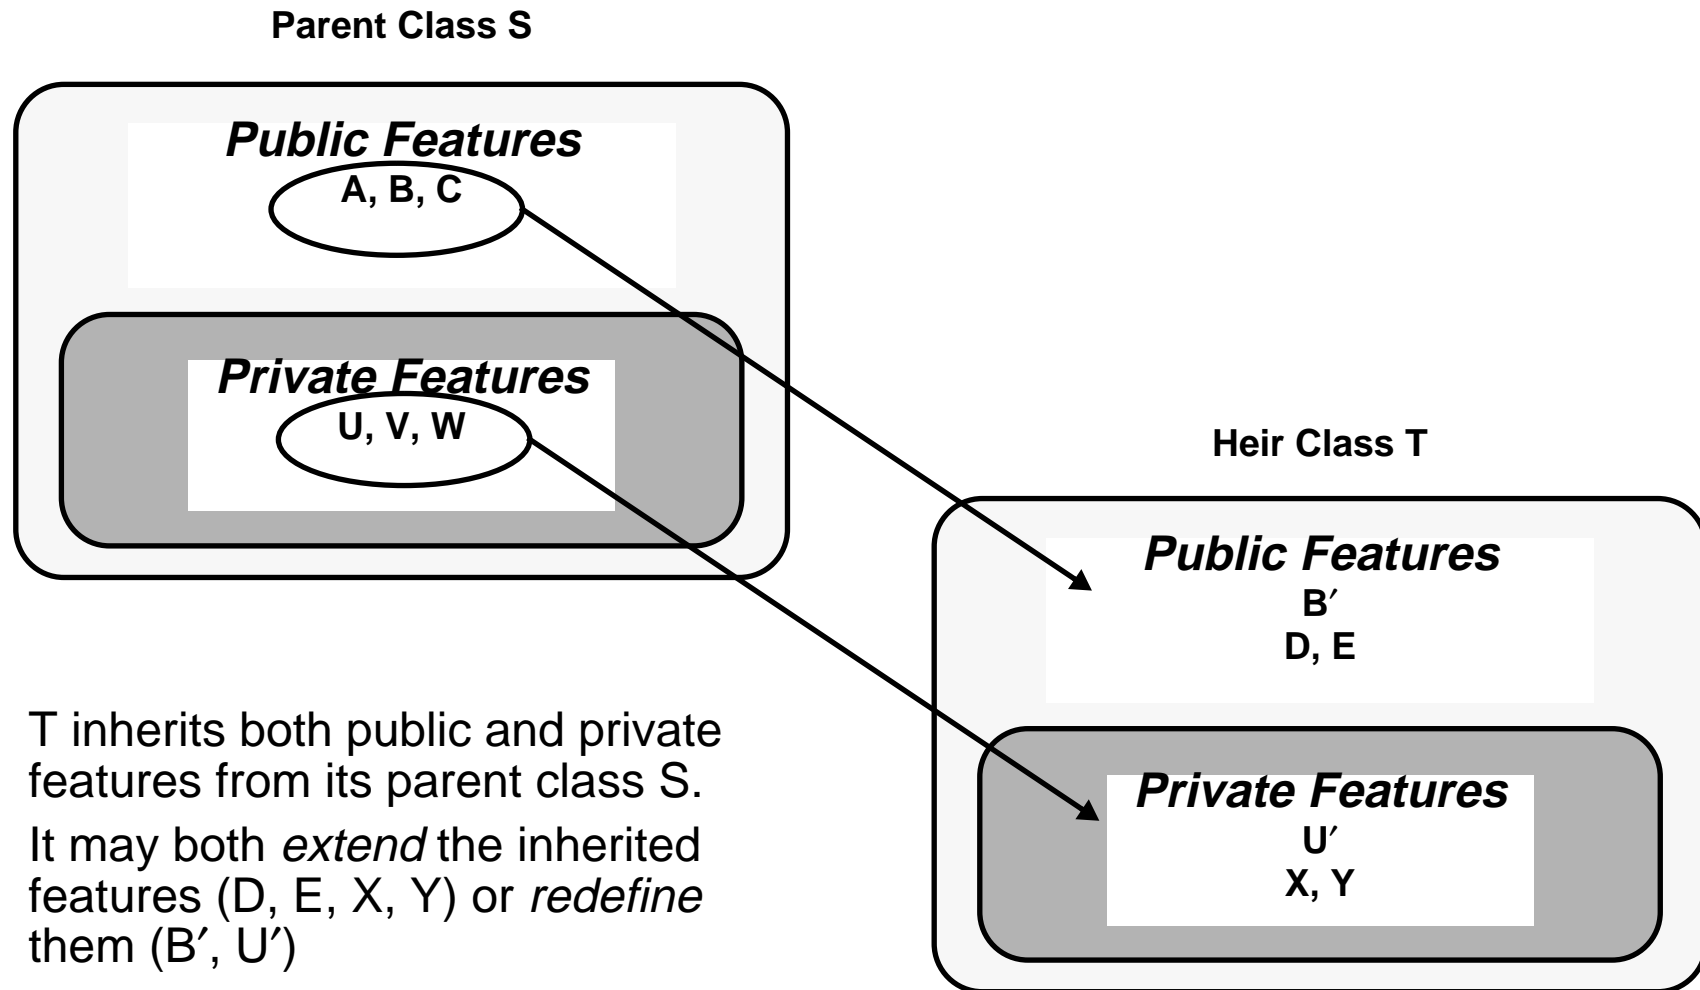 Parent Class S
Public Features
A, B, C
Private Features
U, V, W
Heir Class T
Public Features
B′
D, E
Private Features
U′
X, Y
T inherits both public and private
features from its parent class S.
It may both extend the inherited
features (D, E, X, Y) or redefine
them (B′, U′)